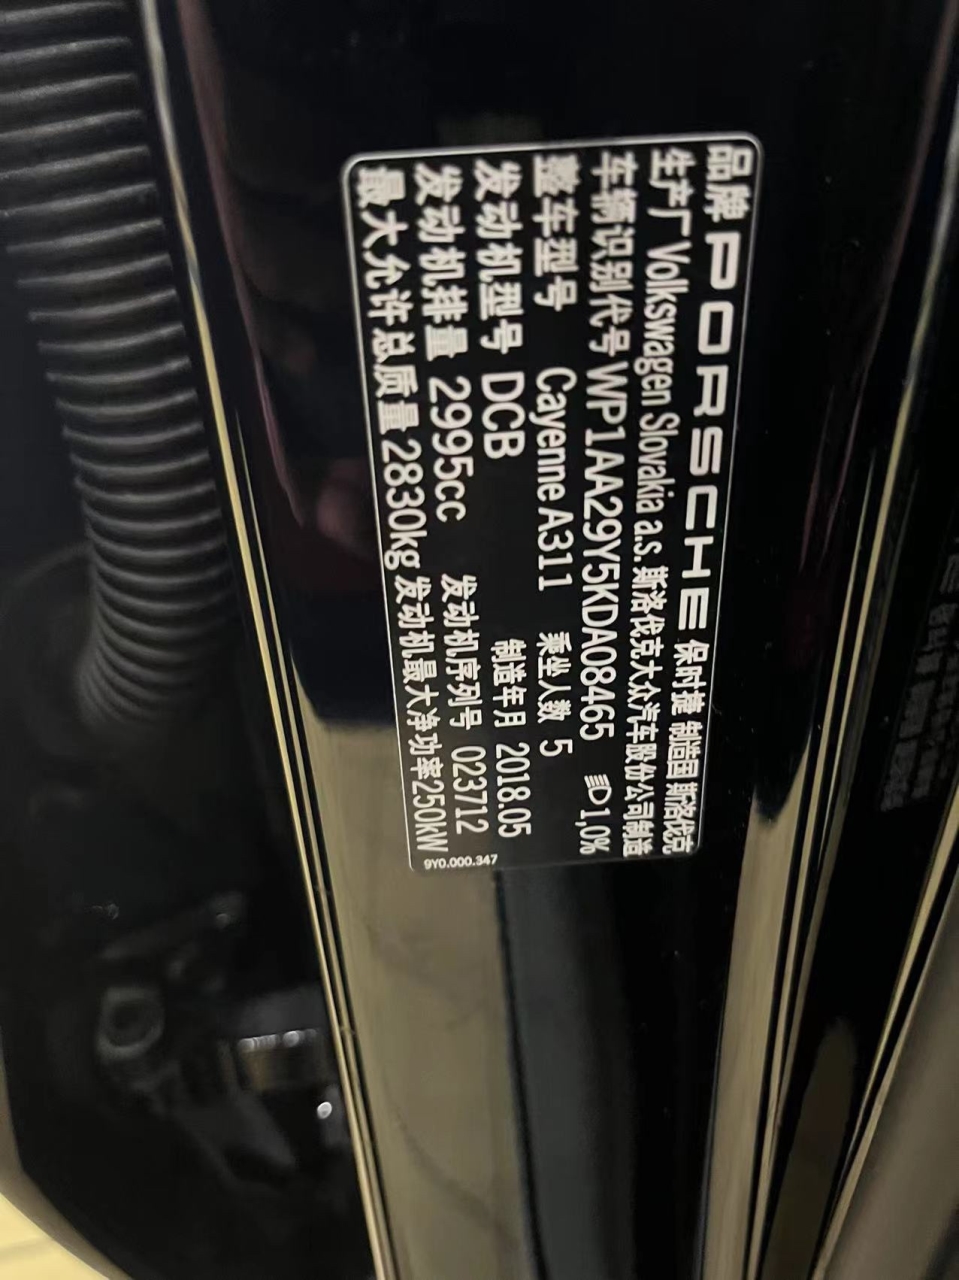 品牌 PORSCHE 保时捷 制造国 斯洛伐克
生产厂 Volkswagen Slovakia a.s. 斯洛伐克大众汽车股份公司制造
车辆识别代号 WP1AA29Y5KDA08465 1,0%
整车型号 Cayenne A311 乘坐人数 5
发动机型号 DCB 制造年月 2018.05
发动机排量 2995cc 发动机序列号 023712
最大允许总质量 2830kg 发动机最大净功率250kW
9Y0.000.347